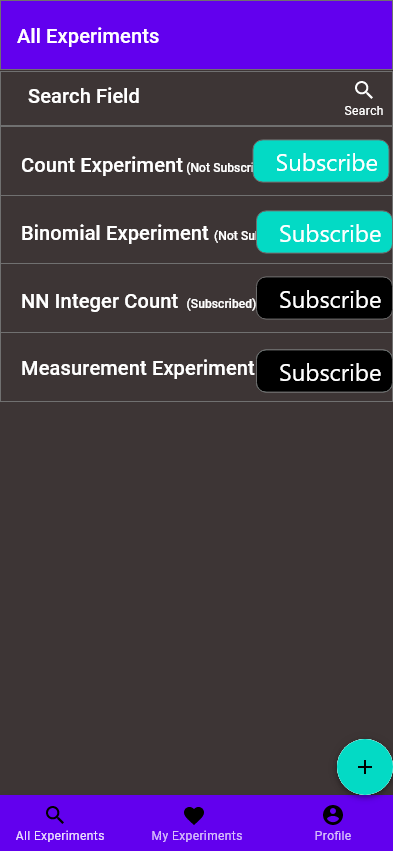 All Experiments
Search Field
Search
Count Experiment (Not Subscri Subscribe
Binomial Experiment (Not Su Subscribe
NN Integer Count (Subscribed) Subscribe
Measurement Experiment Subscribe
+
All Experiments My Experiments Profile